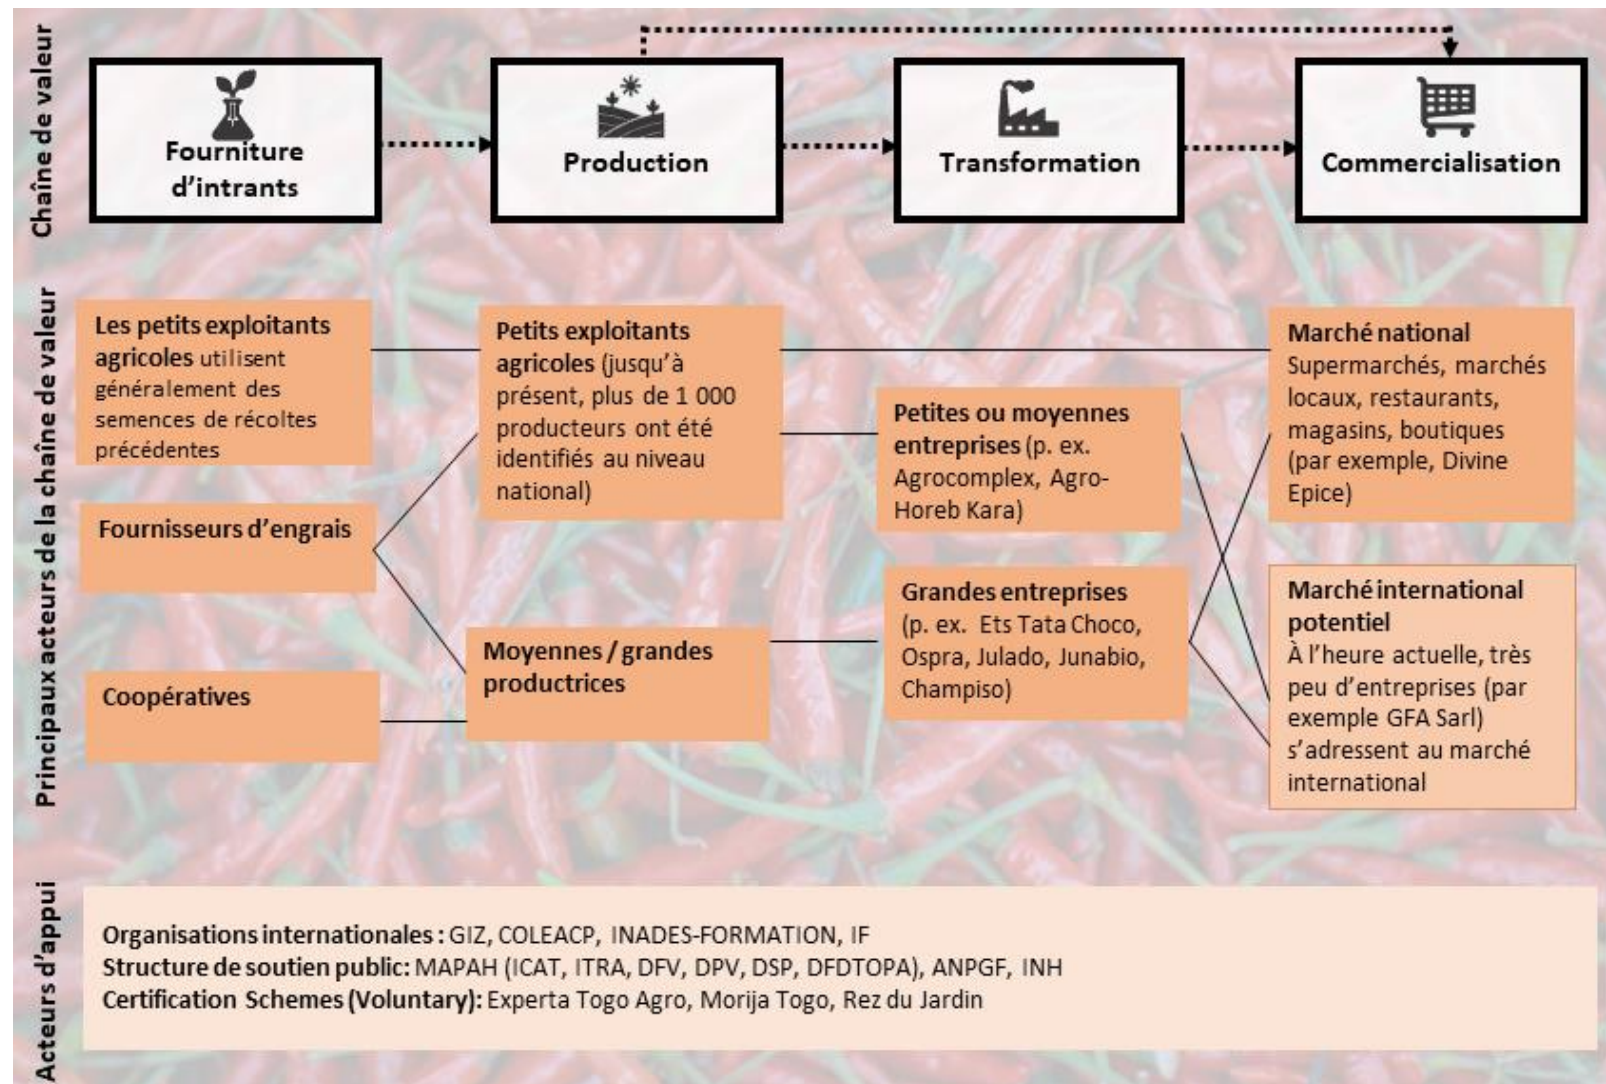 Chaîne de valeur
Fourniture
d’intrants
Production
Transformation
Commercialisation
Principaux acteurs de la chaîne de valeur
Les petits exploitants
agricoles utilisent
généralement des
semences de récoltes
précédentes
Fournisseurs d’engrais
Coopératives
Petits exploitants
agricoles (jusqu’à
présent, plus de 1 000
producteurs ont été
identifiés au niveau
national)
Moyennes / grandes
productrices
Petites ou moyennes
entreprises (p. ex.
Agrocomplex, Agro-
Horeb Kara)
Grandes entreprises
(p. ex. Ets Tata Choco,
Ospra, Julado, Junabio,
Champiso)
Marché national
Supermarchés, marchés
locaux, restaurants,
magasins, boutiques
(par exemple, Divine
Epice)
Marché international
potentiel
À l’heure actuelle, très
peu d’entreprises (par
exemple GFA Sarl)
s’adressent au marché
international
Acteurs d’appui
Organisations internationales : GIZ, COLEACP, INADES-FORMATION, IF
Structure de soutien public: MAPAH (ICAT, ITRA, DFV, DPV, DSP, DFDTOPA), ANPGF, INH
Certification Schemes (Voluntary): Experta Togo Agro, Morija Togo, Rez du Jardin